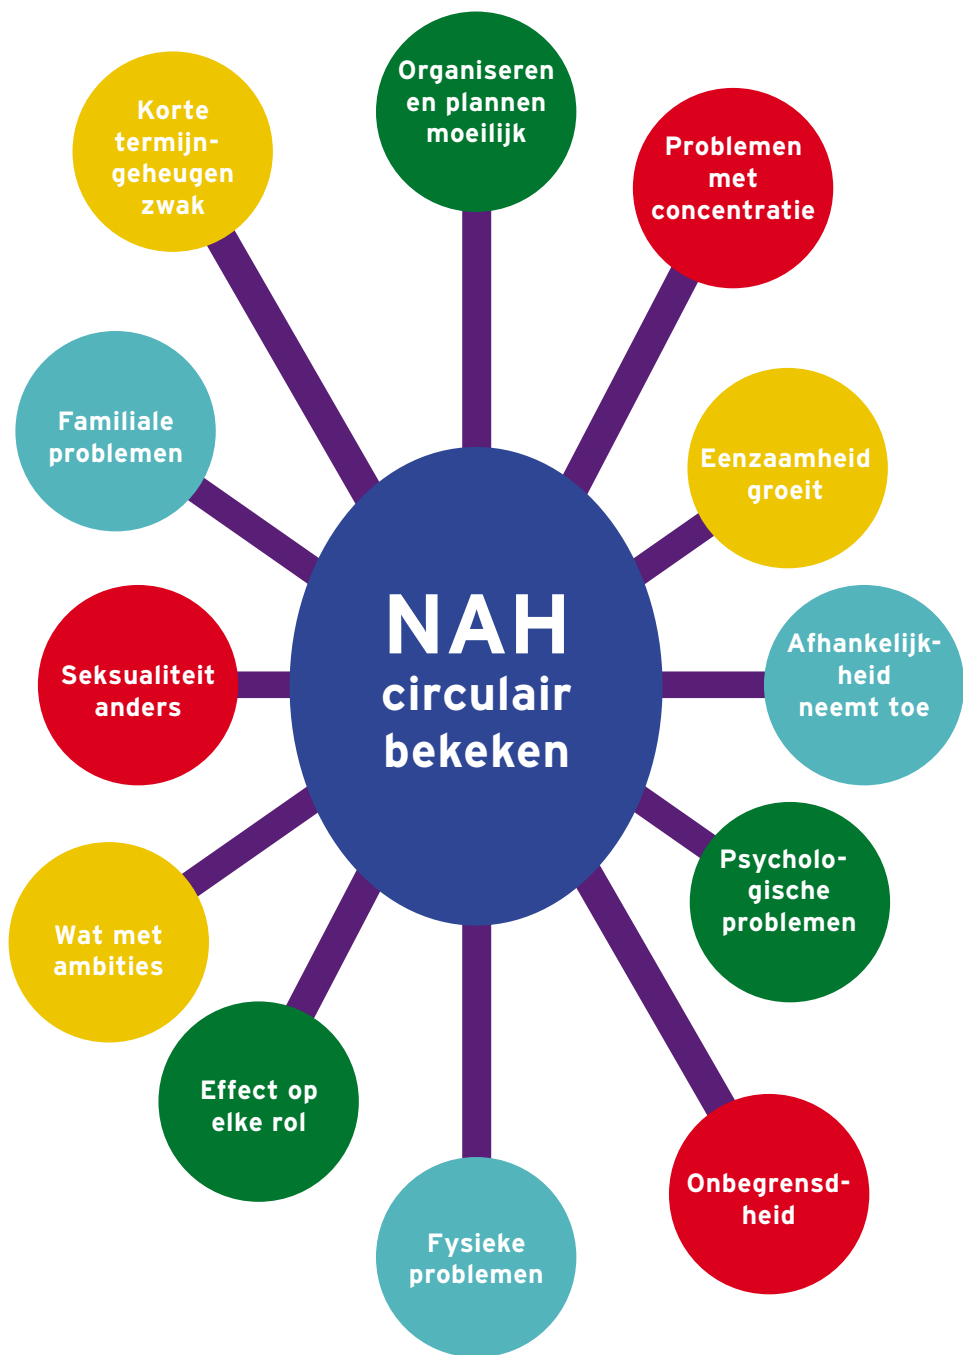 Organiseren
en plannen
moeilijk
Korte
termijn-
geheugen
zwak
Problemen
met
concentratie
Familiale
problemen
Eenzaamheid
groeit
NAH
circulair
bekeken
Seksualiteit
anders
Afhankelijk-
heid
neemt toe
Psycholo-
gische
problemen
Wat met
ambities
Effect op
elke rol
Onbegrensd-
heid
Fysieke
problemen